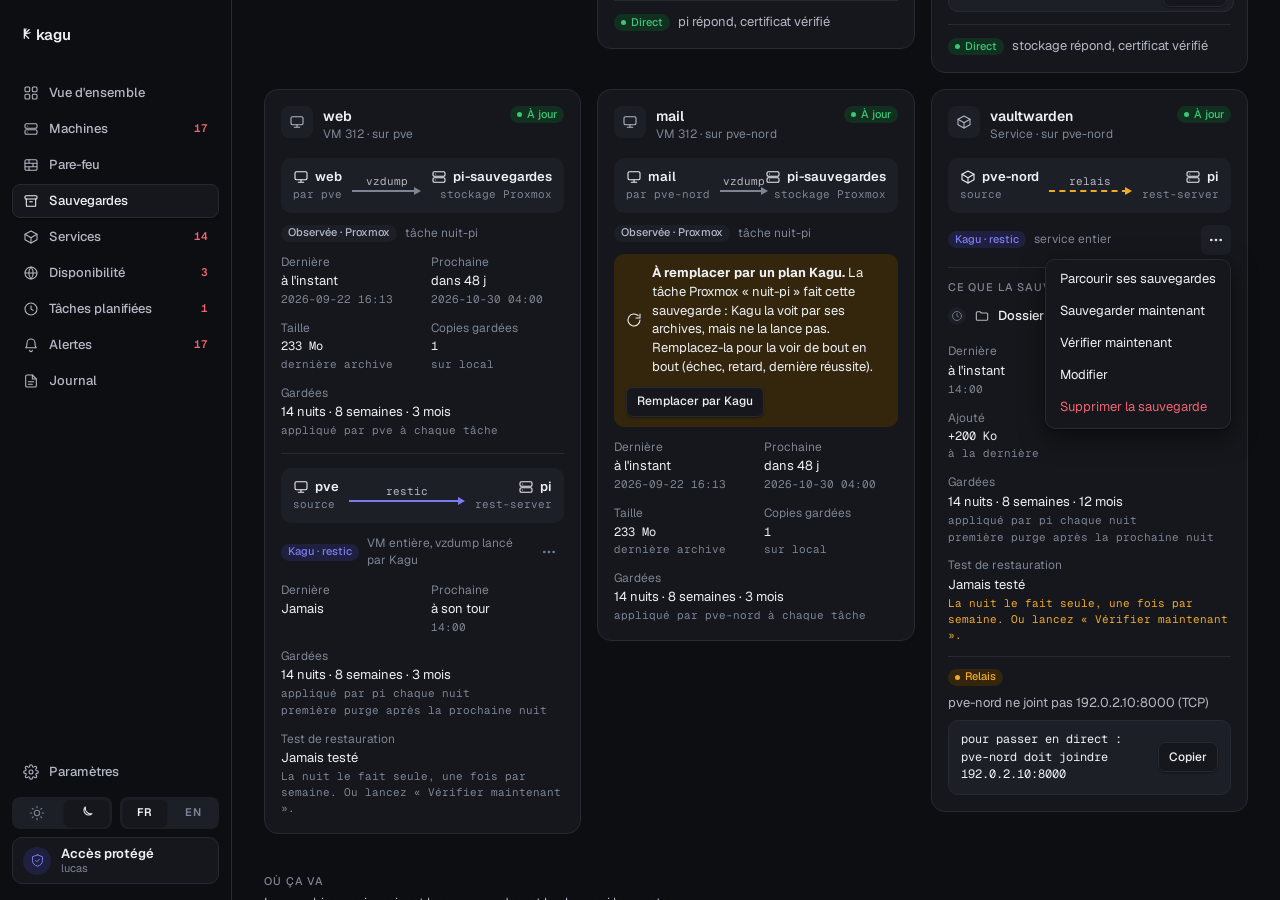 kagu
Vue d'ensemble
Machines 17
Pare-feu
Sauvegardes
Services 14
Disponibilité 3
Tâches planifiées 1
Alertes 17
Journal
Paramètres
FR EN
Accès protégé
lucas
Direct pi répond, certificat vérifié
Direct stockage répond, certificat vérifié
web
À jour
VM 312 · sur pve
web vzdump pi-sauvegardes
par pve stockage Proxmox
Observée · Proxmox tâche nuit-pi
Dernière Prochaine
à l'instant dans 48 j
2026-09-22 16:13 2026-10-30 04:00
Taille Copies gardées
233 Mo 1
dernière archive sur local
Gardées
14 nuits · 8 semaines · 3 mois
appliqué par pve à chaque tâche
pve restic pi
source rest-server
Kagu · restic VM entière, vzdump lancé
par Kagu
Dernière Prochaine
Jamais à son tour
14:00
Gardées
14 nuits · 8 semaines · 3 mois
appliqué par pi chaque nuit
première purge après la prochaine nuit
Test de restauration
Jamais testé
La nuit le fait seule, une fois par
semaine. Ou lancez « Vérifier maintenant
».
mail
À jour
VM 312 · sur pve-nord
mail vzdump pi-sauvegardes
par pve-nord stockage Proxmox
Observée · Proxmox tâche nuit-pi
À remplacer par un plan Kagu. La
tâche Proxmox « nuit-pi » fait cette
sauvegarde : Kagu la voit par ses
archives, mais ne la lance pas.
Remplacez-la pour la voir de bout en
bout (échec, retard, dernière réussite).
Remplacer par Kagu
Dernière Prochaine
à l'instant dans 48 j
2026-09-22 16:13 2026-10-30 04:00
Taille Copies gardées
233 Mo 1
dernière archive sur local
Gardées
14 nuits · 8 semaines · 3 mois
appliqué par pve-nord à chaque tâche
vaultwarden
À jour
Service · sur pve-nord
pve-nord relais pi
source rest-server
Kagu · restic service entier
Parcourir ses sauvegardes
Sauvegarder maintenant
Vérifier maintenant
Modifier
Supprimer la sauvegarde
CE QUE LA SAUV
Dossier
Dernière
à l'instant
14:00
Ajouté
+200 Ko
à la dernière
Gardées
14 nuits · 8 semaines · 12 mois
appliqué par pi chaque nuit
première purge après la prochaine nuit
Test de restauration
Jamais testé
La nuit le fait seule, une fois par
semaine. Ou lancez « Vérifier maintenant
».
Relais
pve-nord ne joint pas 192.0.2.10:8000 (TCP)
pour passer en direct :
pve-nord doit joindre
192.0.2.10:8000
Copier
OÙ ÇA VA